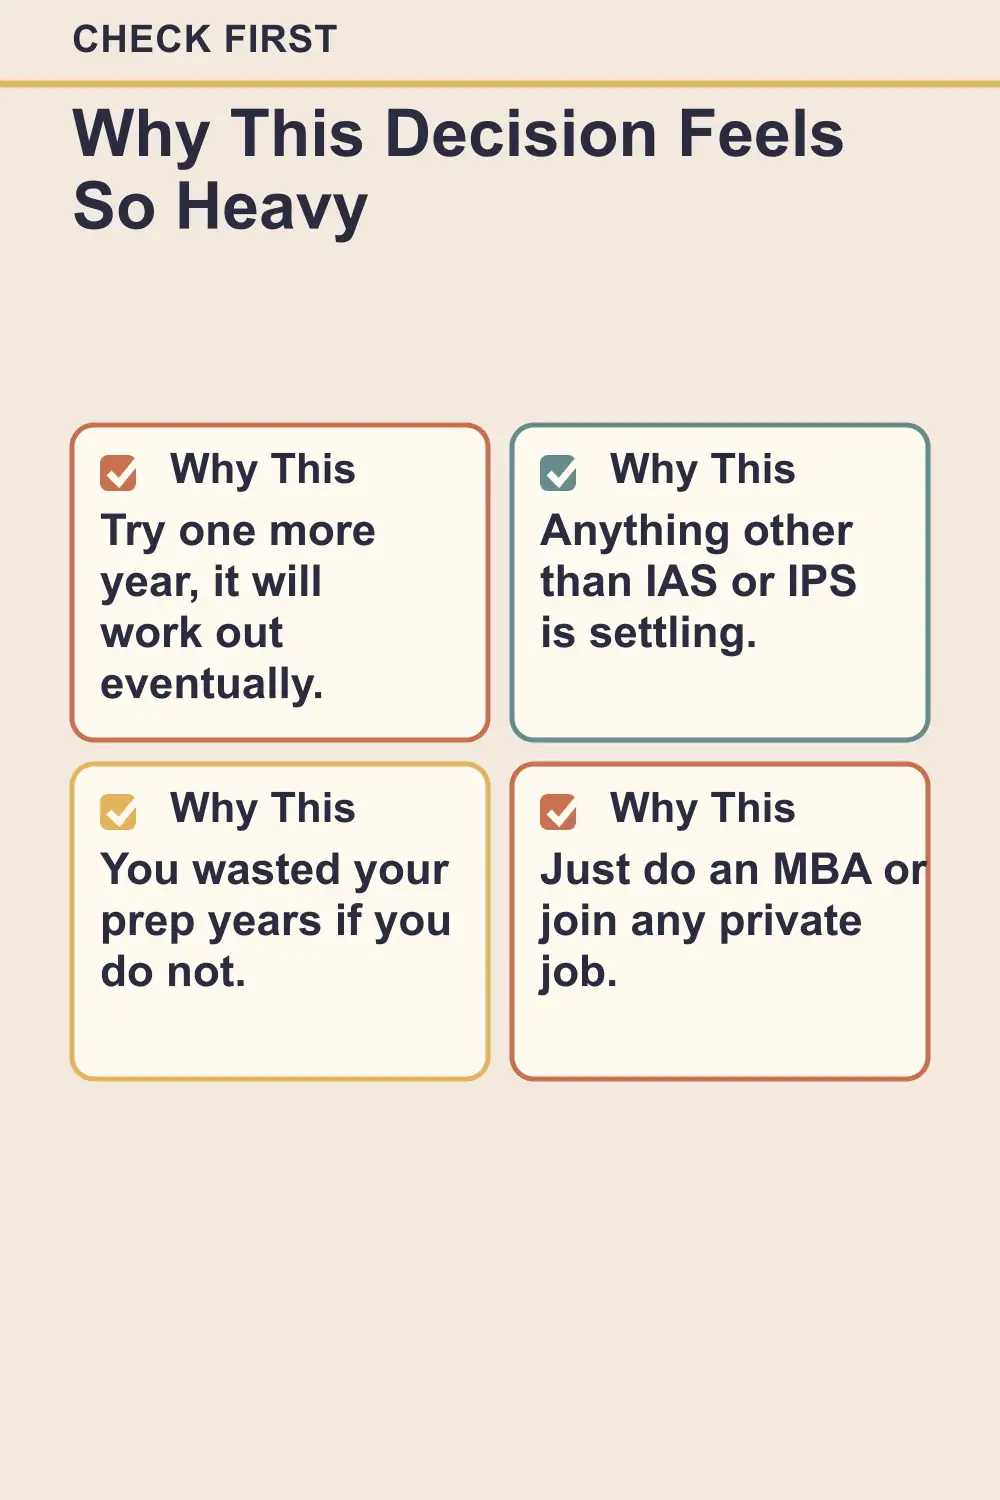 CHECK FIRST
Why This Decision Feels
So Heavy
Why This
Try one more
year, it will
work out
eventually.
Why This
Anything other
than IAS or IPS
is settling.
Why This
You wasted your
prep years if you
do not.
Why This
Just do an MBA or
join any private
job.